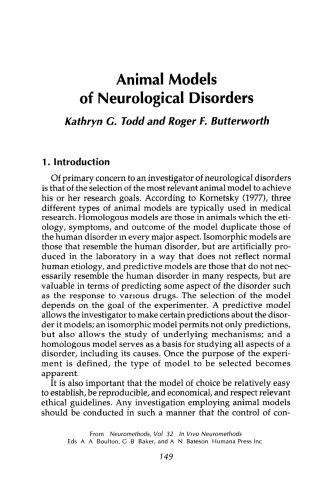 Animal Models
of Neurological Disorders
Kathryn G. Todd and Roger F. Butterworth
1. Introduction
Of primary concern to an investigator of neurological disorders
is that of the selection of the most relevant animal model to achieve
his or her research goals. According to Kornetsky (1977), three
different types of animal models are typically used in medical
research. Homologous models are those in animals which the eti-
ology, symptoms, and outcome of the model duplicate those of
the human disorder in every major aspect. Isomorphic models are
those that resemble the human disorder, but are artificially pro-
duced in the laboratory in a way that does not reflect normal
human etiology, and predictive models are those that do not nec-
essarily resemble the human disorder in many respects, but are
valuable in terms of predicting some aspect of the disorder such
as the response to various drugs. The selection of the model
depends on the goal of the experimenter. A predictive model
allows the investigator to make certain predictions about the disor-
der it models; an isomorphic model permits not only predictions,
but also allows the study of underlying mechanisms; and a
homologous model serves as a basis for studying all aspects of a
disorder, including its causes. Once the purpose of the experi-
ment is defined, the type of model to be selected becomes
apparent.
It is also important that the model of choice be relatively easy
to establish, be reproducible, and economical, and respect relevant
ethical guidelines. Any investigation employing animal models
should be conducted in such a manner that the control of con-
From Neuromethods, Vol 32 In Vivo Neuromethods
Eds A A Boulton, G B Baker, and A N Bateson Humana Press Inc
149